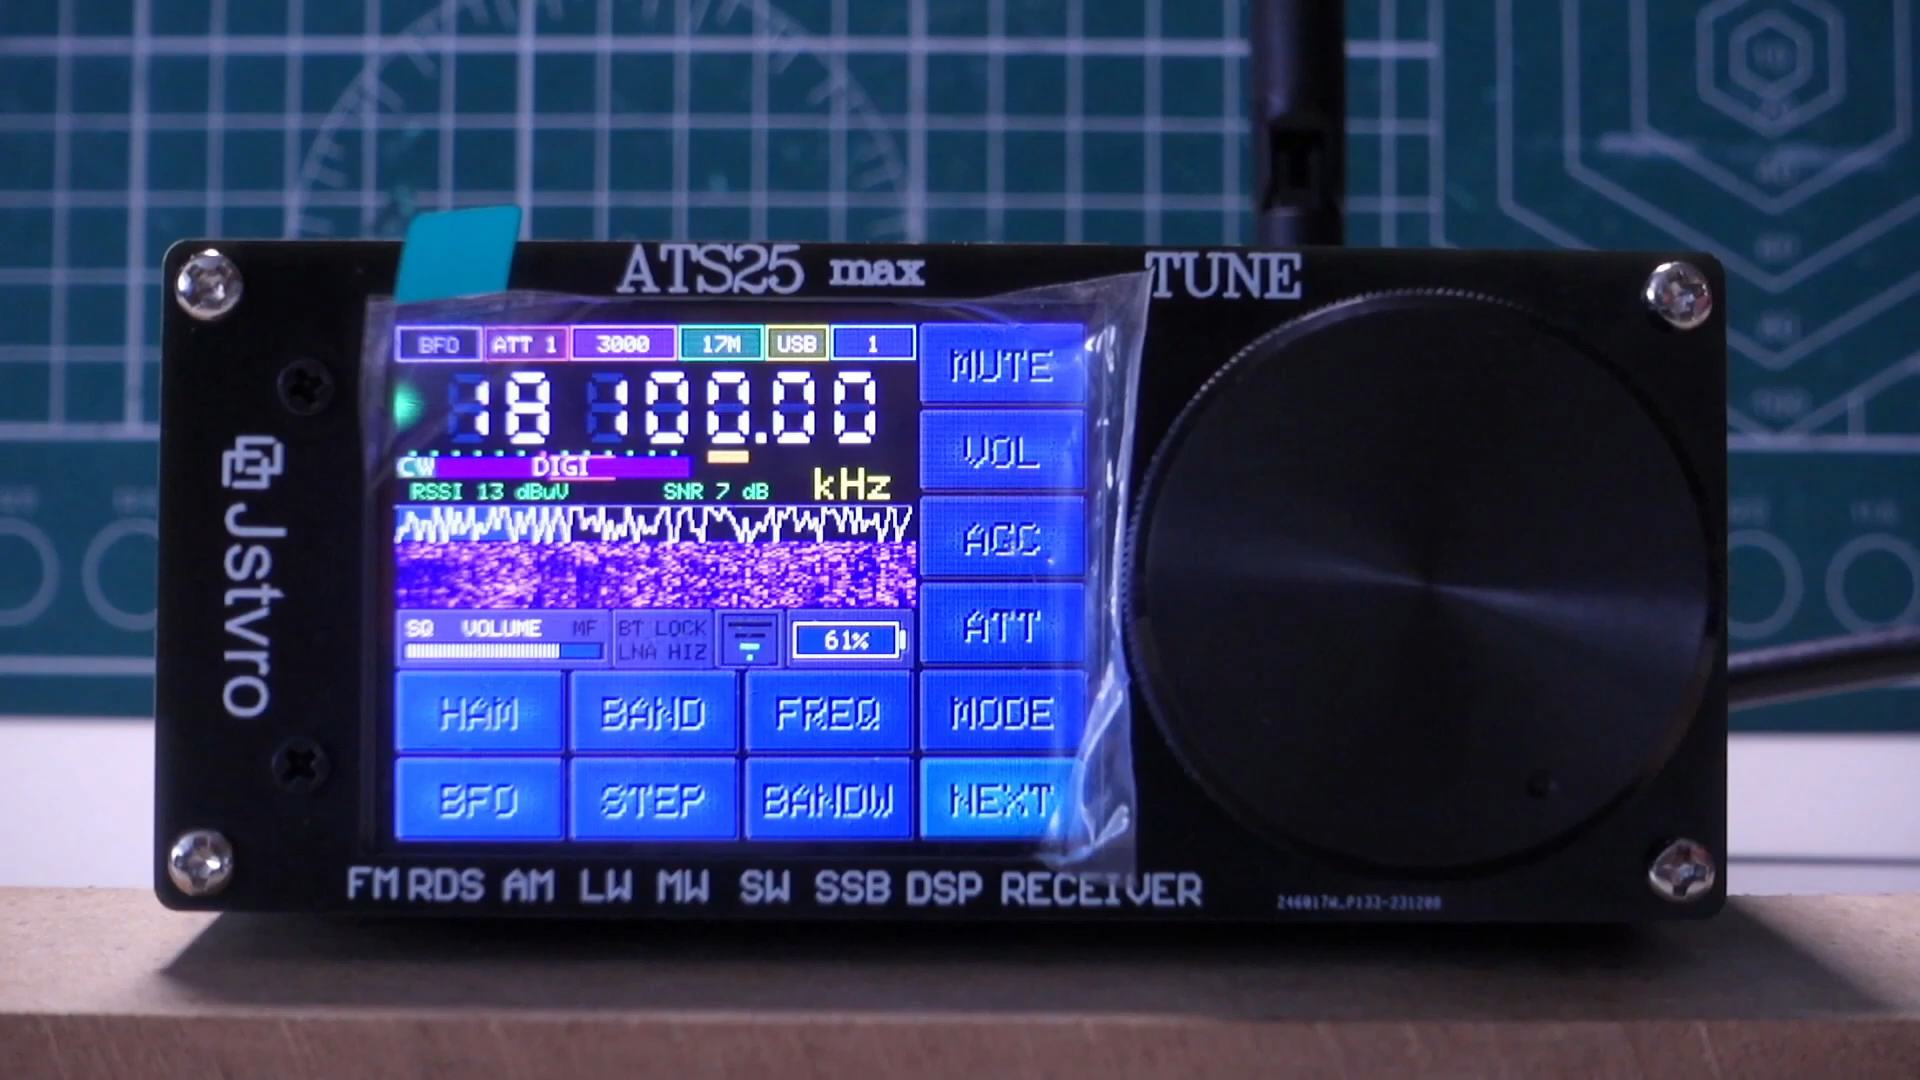 ATS25 max
TUNE
BFO ATT 1 3000 17M USB 1
18 100.00
CW DIGI
kHz
RSSI 13 dBuV SNR 7 dB
SQ VOLUME MF
BT LOCK
LNA HIZ
61%
MUTE
VOL
AGC
ATT
HAM BAND FREQ MODE
BFO STEP BANDW NEXT
Jstvro
FM RDS AM LW MW SW SSB DSP RECEIVER
246017H_P133-231208